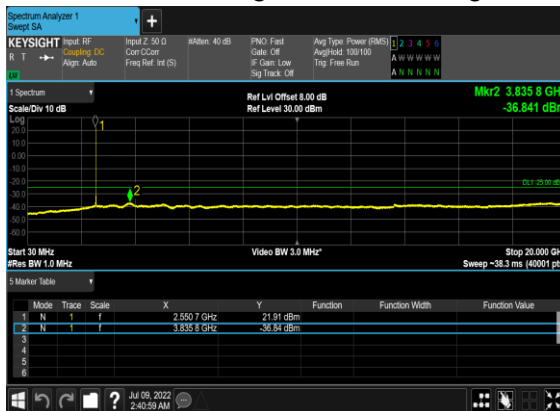 Spectrum Analyzer 1
Swept SA
KEYSIGHT Input: RF Input Z: 50 Ω #Atten: 40 dB PNO: Fast Avg Type: Power (RMS) 1 2 3 4 5 6
R T Coupling: DC Corr CCorr Gate: Off Avg|Hold: 100/100 A W W W W W
Align: Auto Freq Ref: Int (S) IF Gain: Low Trig: Free Run A N N N N N
Sig Track: Off
1 Spectrum
Scale/Div 10 dB
Ref Lvl Offset 8.00 dB
Ref Level 30.00 dBm
Mkr2 3.835 8 GH
-36.841 dBr
Log
20.0
10.0
0.00
-10.0
-20.0
-30.0
-40.0
-50.0
-60.0
1
2
DL1 -25.00 dB
Start 30 MHz
#Res BW 1.0 MHz
Video BW 3.0 MHz*
Stop 20.000 GH
Sweep ~38.3 ms (40001 pt
5 Marker Table
Mode Trace Scale X Y Function Function Width Function Value
1 N 1 f 2.550 7 GHz 21.91 dBm
2 N 1 f 3.835 8 GHz -36.84 dBm
3
4
5
6
Jul 09, 2022
2:40:59 AM